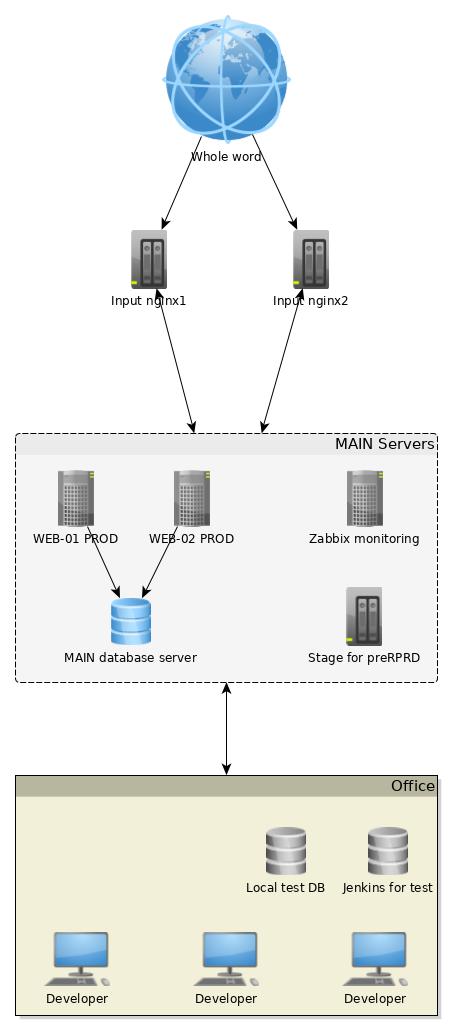 Whole word
Input nginx1
Input nginx2
MAIN Servers
WEB-01 PROD
WEB-02 PROD
Zabbix monitoring
MAIN database server
Stage for preRPRD
Office
Local test DB
Jenkins for test
Developer
Developer
Developer